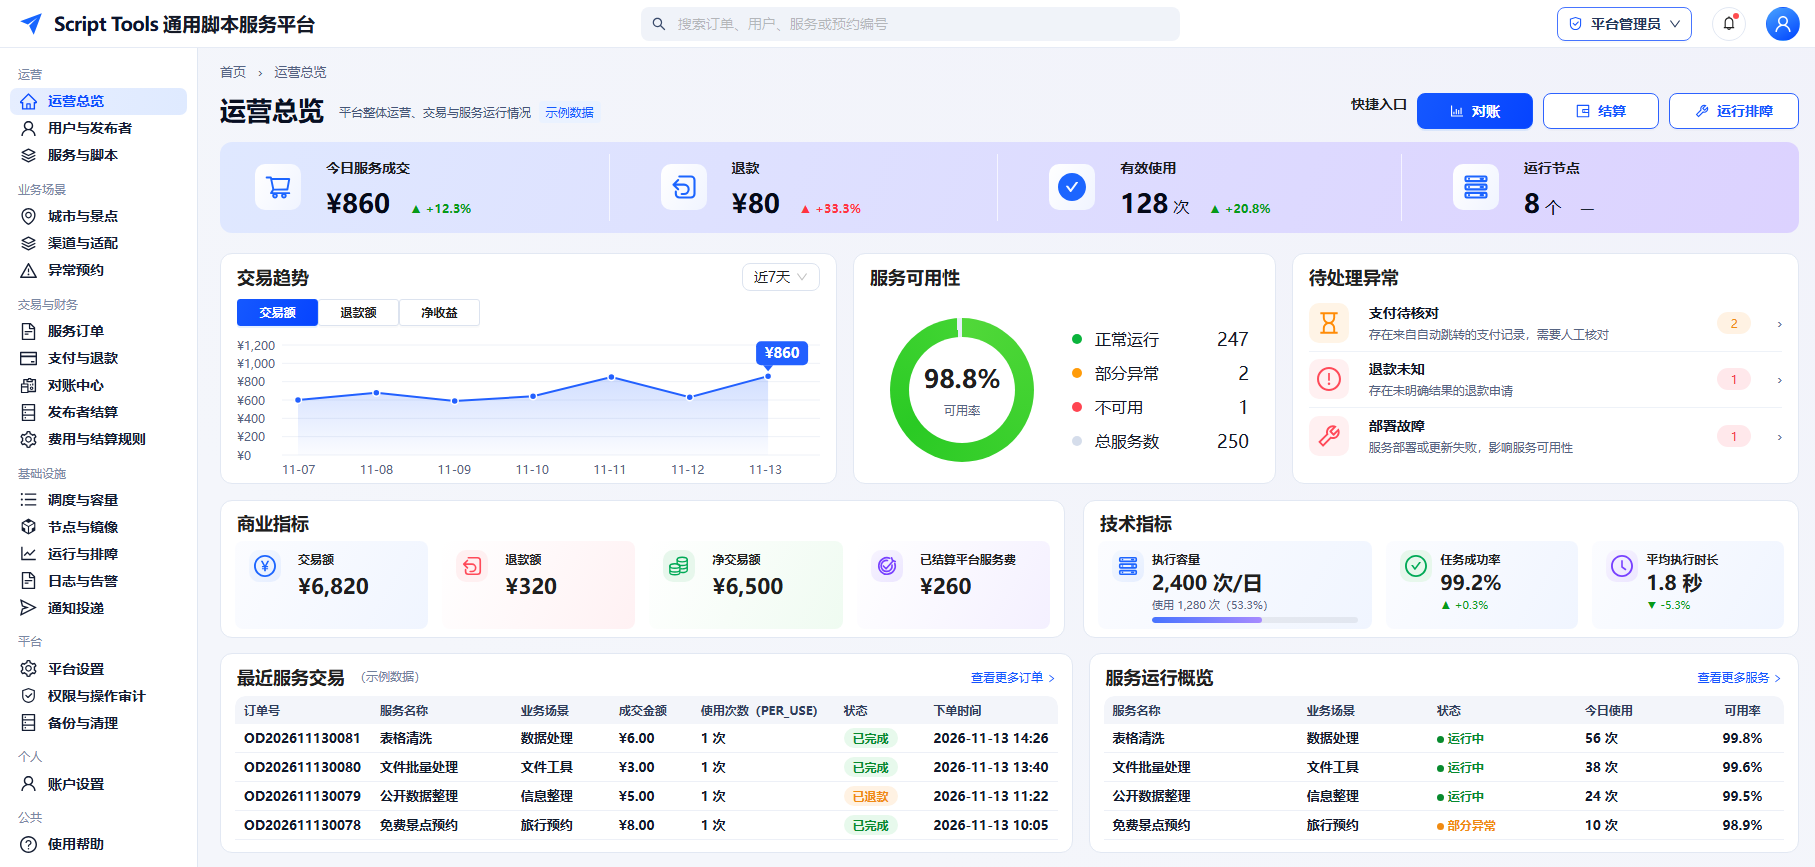 Script Tools 通用脚本服务平台
搜索订单、用户、服务或预约编号
平台管理员
运营
运营总览
用户与发布者
服务与脚本
业务场景
城市与景点
渠道与适配
异常预约
交易与财务
服务订单
支付与退款
对账中心
发布者结算
费用与结算规则
基础设施
调度与容量
节点与镜像
运行与排障
日志与告警
通知投递
平台
平台设置
权限与操作审计
备份与清理
个人
账户设置
公共
使用帮助
首页 › 运营总览
运营总览 平台整体运营、交易与服务运行情况 示例数据
快捷入口 对账 结算 运行排障
今日服务成交
¥860 ▲ +12.3%
退款
¥80 ▲ +33.3%
有效使用
128 次 ▲ +20.8%
运行节点
8 个 —
交易趋势 近7天
交易额 退款额 净收益
¥1,200
¥1,000
¥800
¥600
¥400
¥200
¥0
¥860
11-07 11-08 11-09 11-10 11-11 11-12 11-13
服务可用性
98.8%
可用率
正常运行 247
部分异常 2
不可用 1
总服务数 250
待处理异常
支付待核对
存在来自自动跳转的支付记录，需要人工核对
2 ›
退款未知
存在未明确结果的退款申请
1 ›
部署故障
服务部署或更新失败，影响服务可用性
1 ›
商业指标
交易额
¥6,820
退款额
¥320
净交易额
¥6,500
已结算平台服务费
¥260
技术指标
执行容量
2,400 次/日
使用 1,280 次（53.3%）
任务成功率
99.2%
▲ +0.3%
平均执行时长
1.8 秒
▼ -5.3%
最近服务交易 （示例数据） 查看更多订单 ›
订单号 服务名称 业务场景 成交金额 使用次数（PER_USE） 状态 下单时间
OD202611130081 表格清洗 数据处理 ¥6.00 1 次 已完成 2026-11-13 14:26
OD202611130080 文件批量处理 文件工具 ¥3.00 1 次 已完成 2026-11-13 13:40
OD202611130079 公开数据整理 信息整理 ¥5.00 1 次 已退款 2026-11-13 11:22
OD202611130078 免费景点预约 旅行预约 ¥8.00 1 次 已完成 2026-11-13 10:05
服务运行概览 查看更多服务 ›
服务名称 业务场景 状态 今日使用 可用率
表格清洗 数据处理 运行中 56 次 99.8%
文件批量处理 文件工具 运行中 38 次 99.6%
公开数据整理 信息整理 运行中 24 次 99.5%
免费景点预约 旅行预约 部分异常 10 次 98.9%